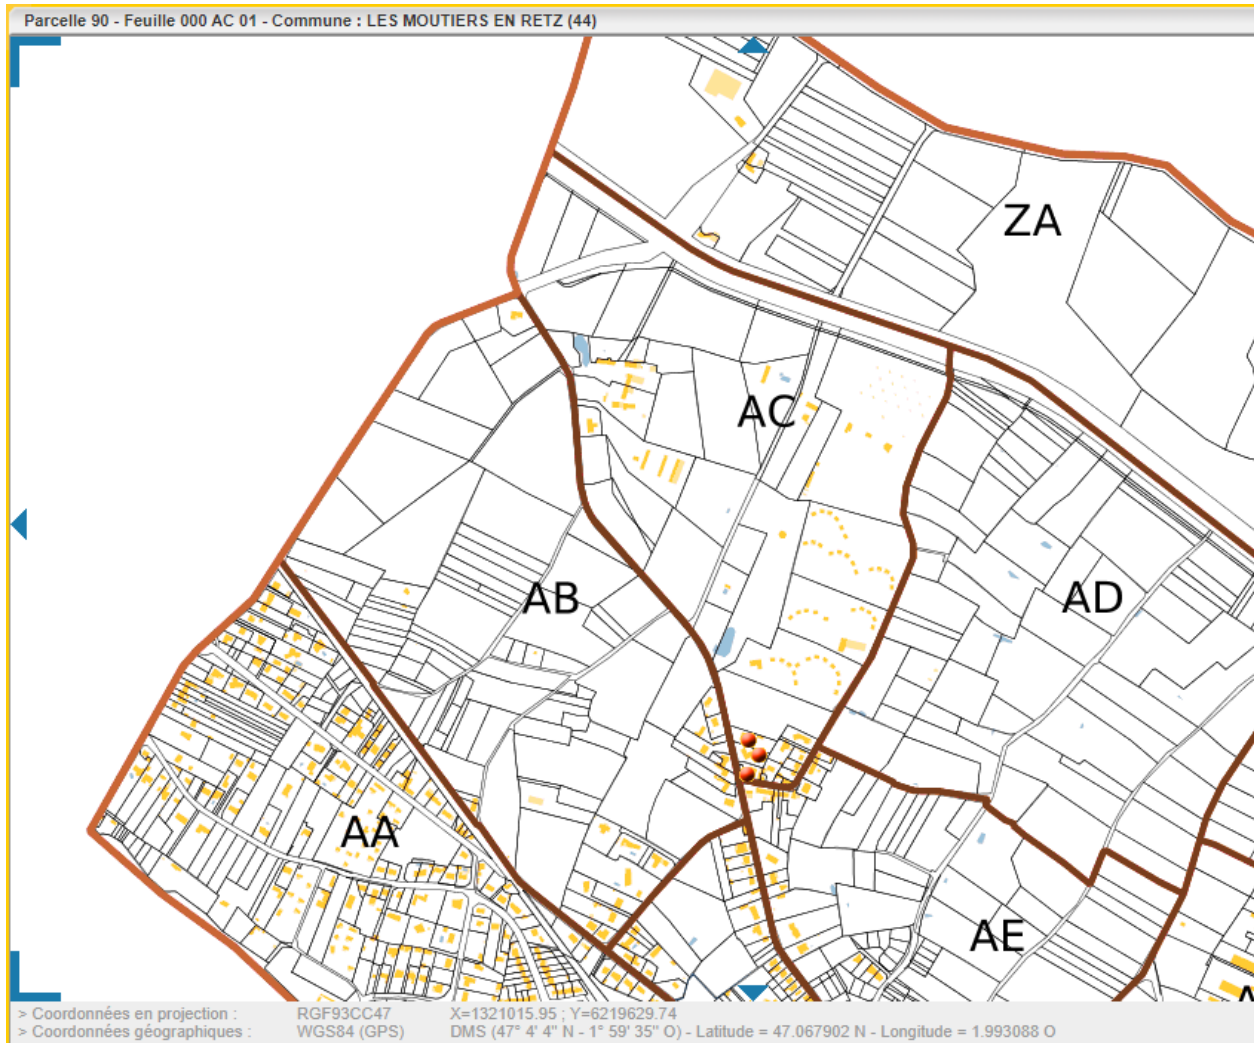 Parcelle 90 - Feuille 000 AC 01 - Commune : LES MOUTIERS EN RETZ (44)
ZA
AC
AB
AD
AA
AE
> Coordonnées en projection : RGF93CC47 X=1321015.95 ; Y=6219629.74
> Coordonnées géographiques : WGS84 (GPS) DMS (47° 4' 4" N - 1° 59' 35" O) - Latitude = 47.067902 N - Longitude = 1.993088 O